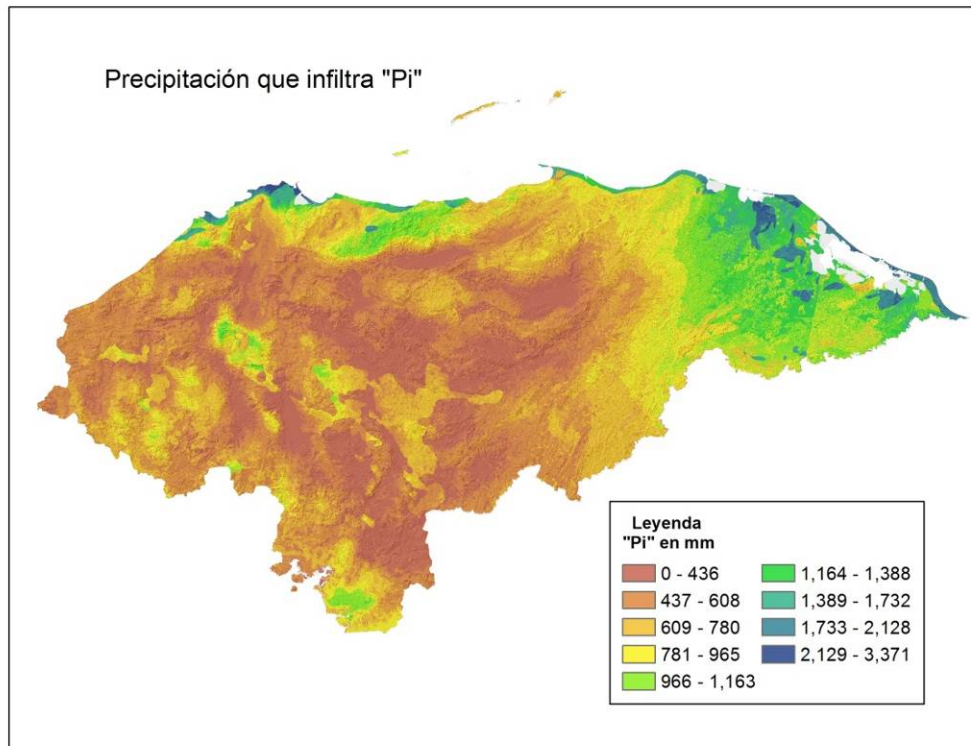 Precipitación que infiltra "Pi"
Leyenda
"Pi" en mm
0 - 436
437 - 608
609 - 780
781 - 965
966 - 1,163
1,164 - 1,388
1,389 - 1,732
1,733 - 2,128
2,129 - 3,371